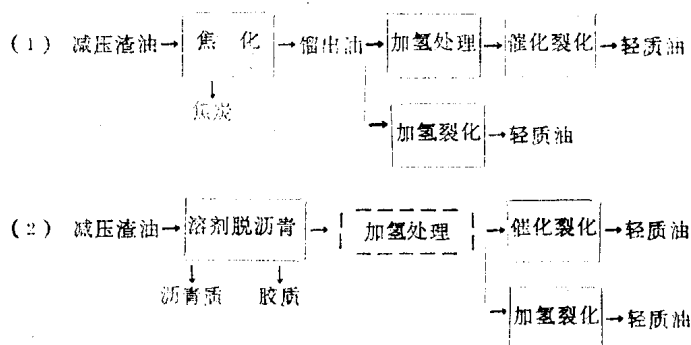 (1) 减压渣油→焦 化→馏出油→加氢处理→催化裂化→轻质油
焦炭
加氢裂化→轻质油
(2) 减压渣油→溶剂脱沥青→加氢处理→催化裂化→轻质油
沥青质 胶质
加氢裂化→轻质油